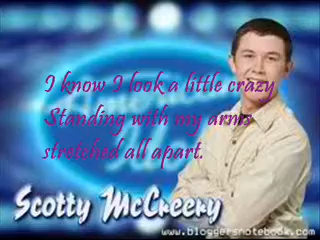 I know I look a little crazy
Standing with my arms
stretched all apart.
Scotty McCreery
www.bloggersnotebook.com